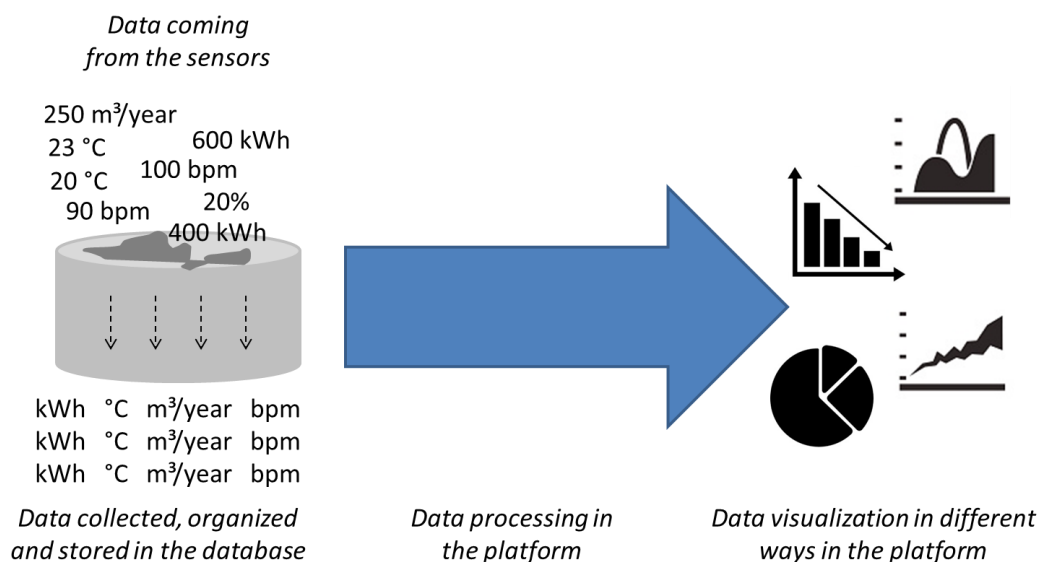 Data coming
from the sensors
250 m³/year
600 kWh
23 °C
100 bpm
20 °C
20%
90 bpm
400 kWh
kWh °C m³/year bpm
kWh °C m³/year bpm
kWh °C m³/year bpm
Data collected, organized
and stored in the database
Data processing in
the platform
Data visualization in different
ways in the platform